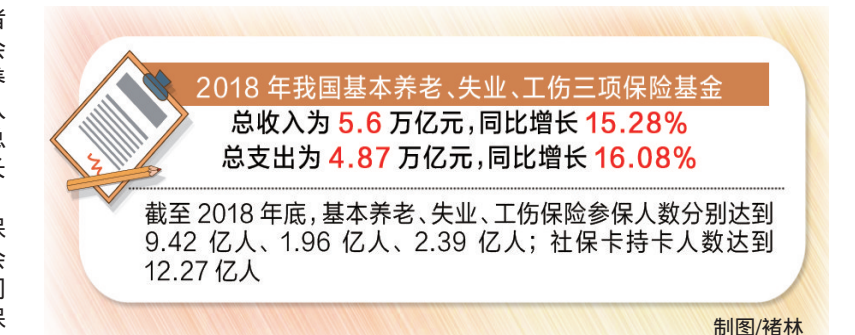 2018 年我国基本养老、失业、工伤三项保险基金
总收入为 5.6 万亿元,同比增长 15.28%
总支出为 4.87 万亿元,同比增长 16.08%
截至 2018 年底,基本养老、失业、工伤保险参保人数分别达到
9.42 亿人、1.96 亿人、2.39 亿人；社保卡持卡人数达到
12.27 亿人
制图/褚林